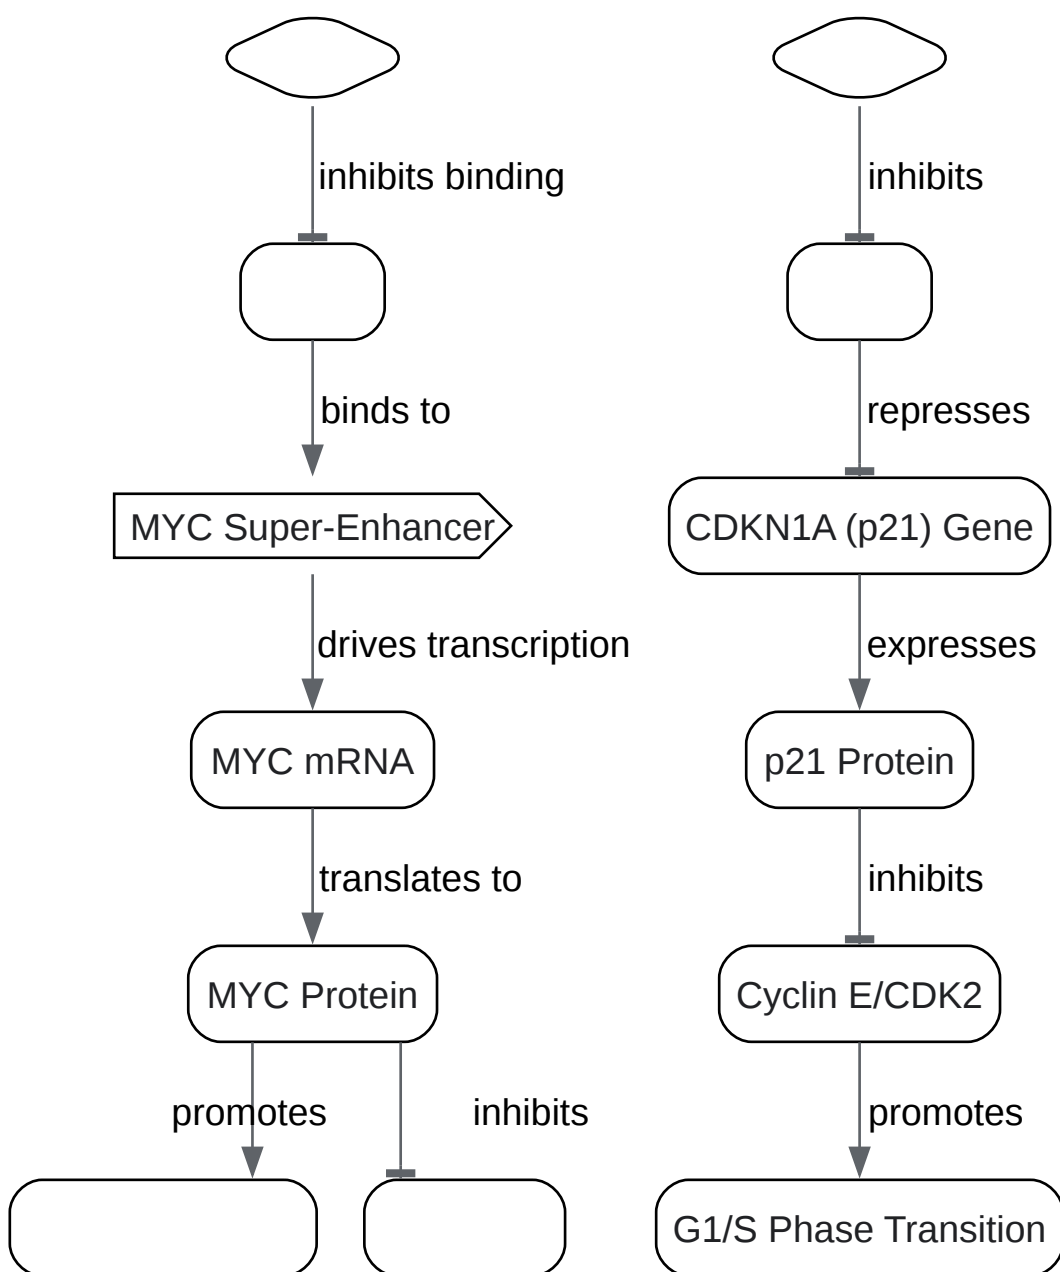 inhibits binding
inhibits
binds to
represses
MYC Super-Enhancer
CDKN1A (p21) Gene
drives transcription
expresses
MYC mRNA
p21 Protein
translates to
inhibits
MYC Protein
Cyclin E/CDK2
promotes
inhibits
promotes
G1/S Phase Transition